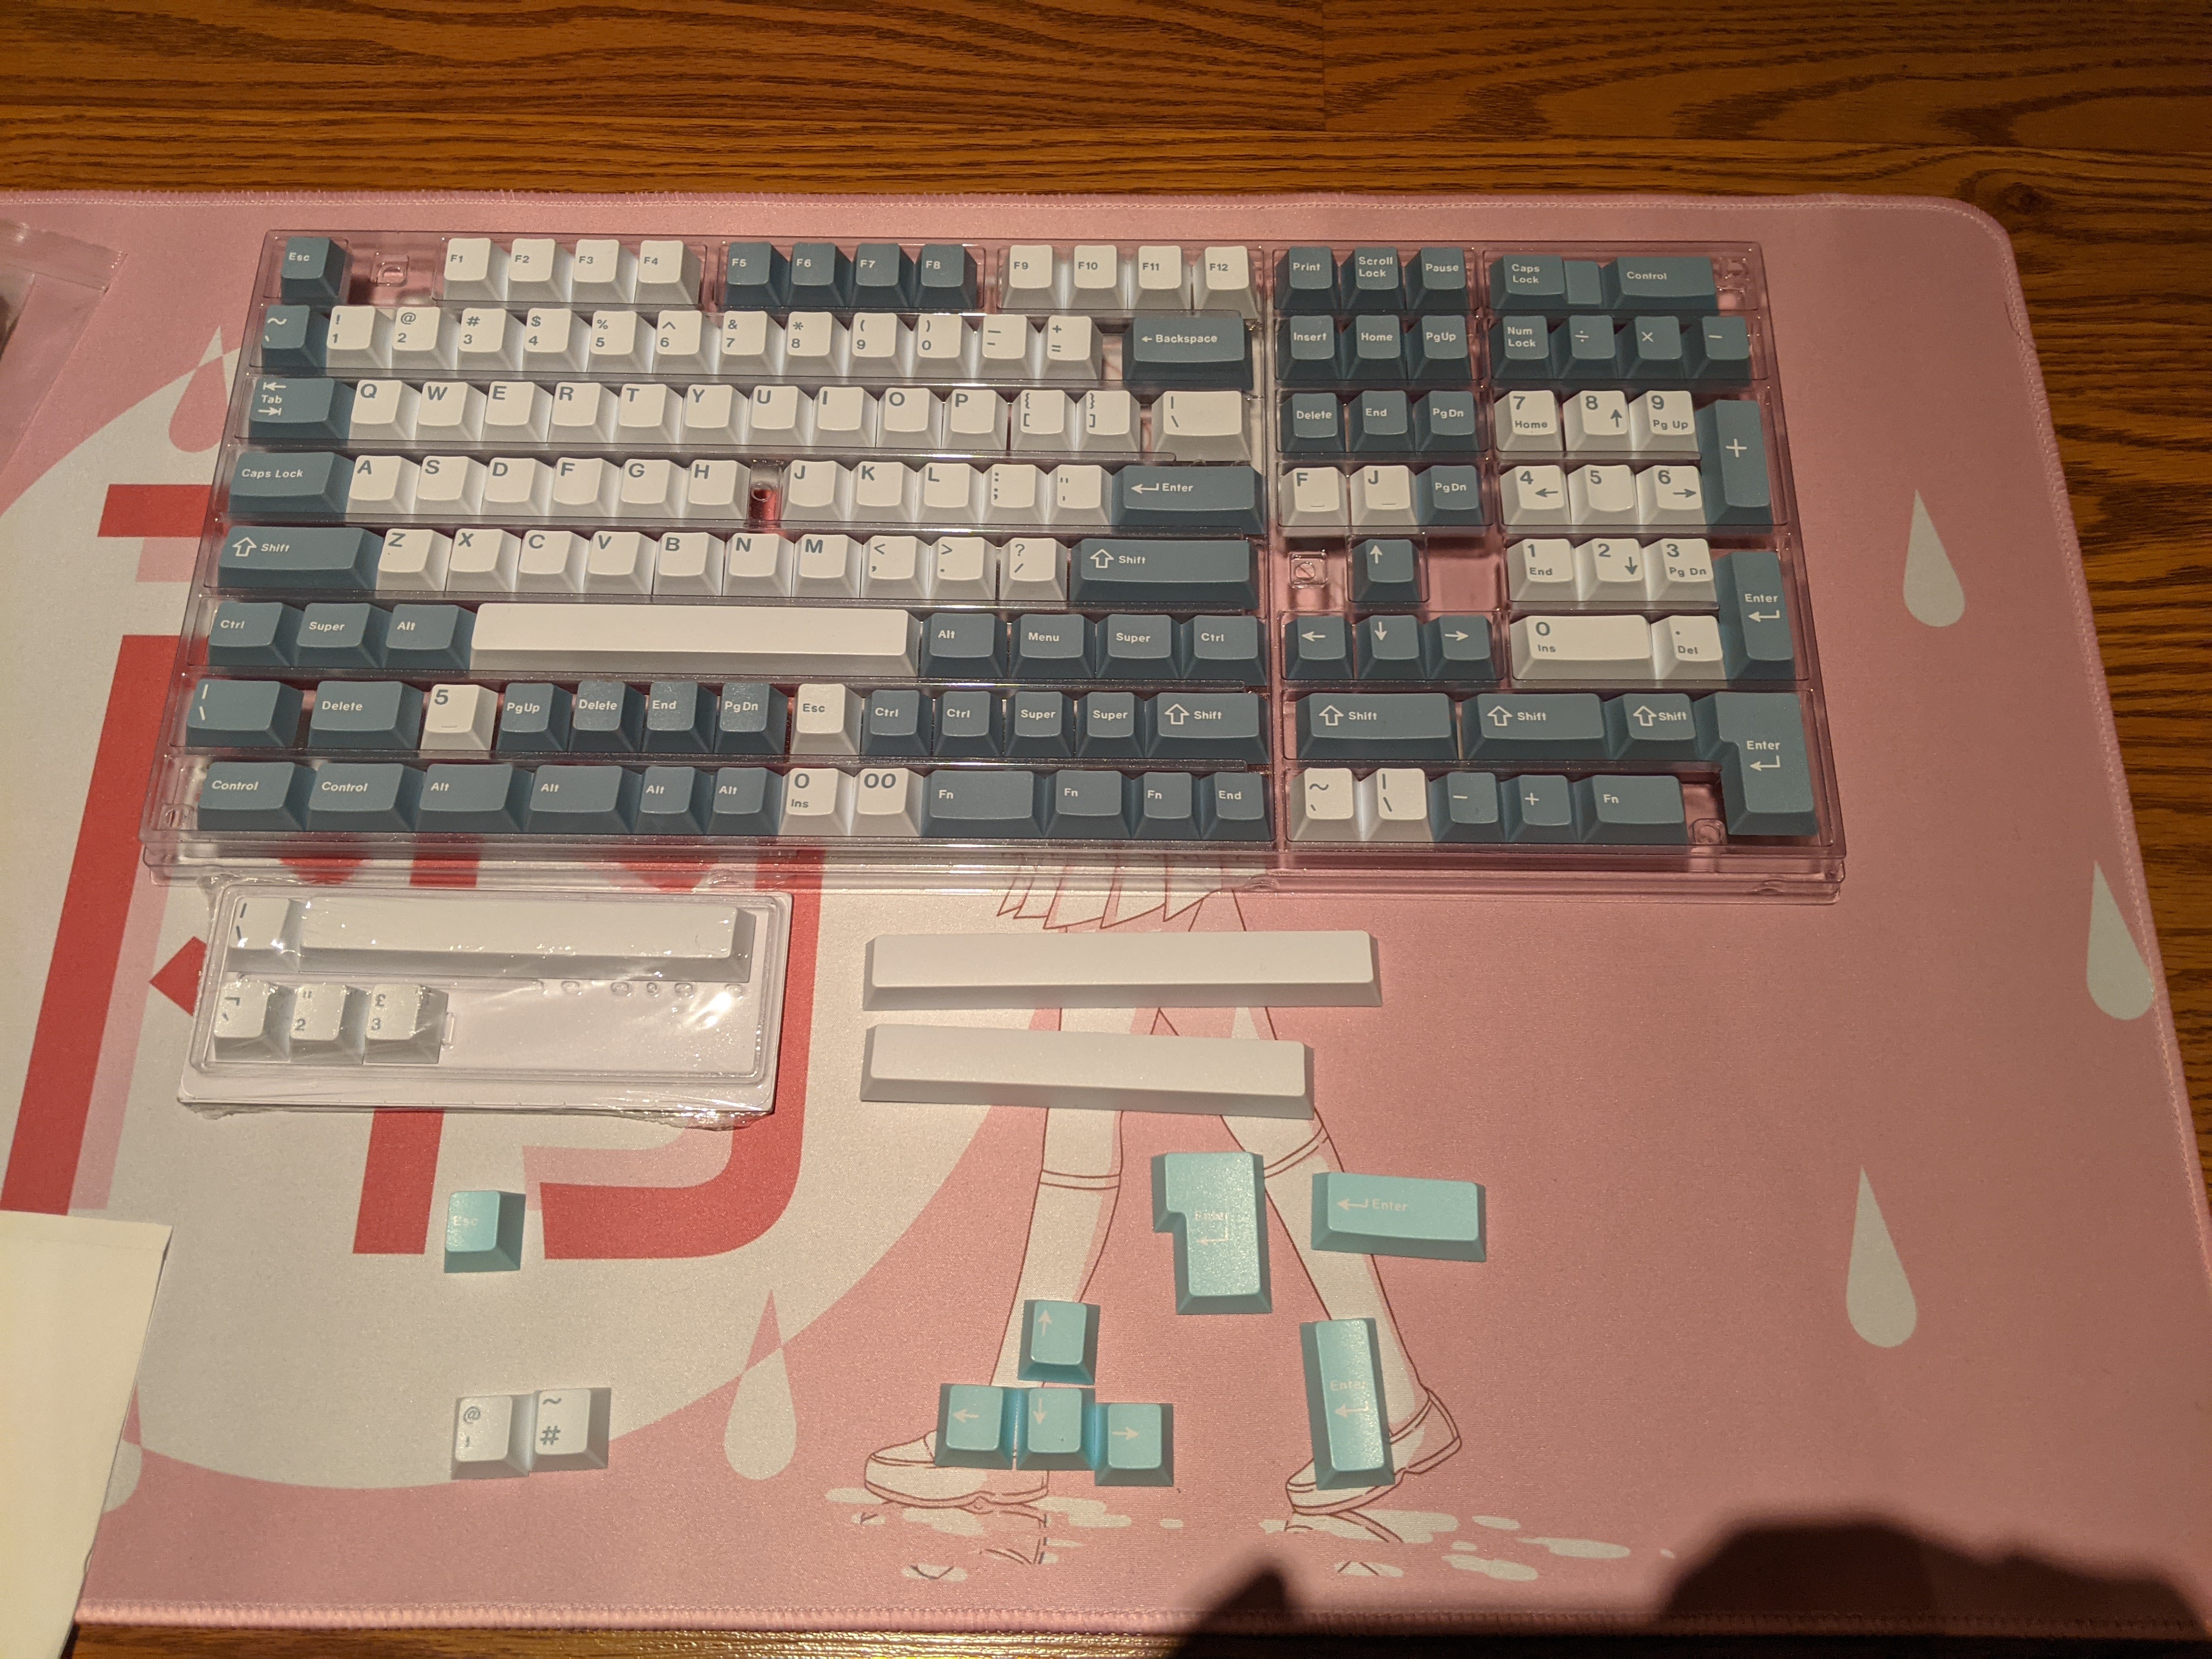 Esc F1 F2 F3 F4 F5 F6 F7 F8 F9 F10 F11 F12 Print Scroll Lock Pause Caps Lock Control
~ ` ! 1 @ 2 # 3 $ 4 % 5 ^ 6 & 7 * 8 ( 9 ) 0 _ - + = ← Backspace Insert Home PgUp Num Lock ÷ × −
Tab Q W E R T Y U I O P { [ } ] | \ Delete End PgDn 7 Home 8 ↑ 9 Pg Up +
Caps Lock A S D F G H J K L : ; " ' Enter F _ J _ PgDn 4 ← 5 6 →
Shift Z X C V B N M < , > . ? / Shift ↑ 1 End 2 ↓ 3 Pg Dn Enter
Ctrl Super Alt Alt Menu Super Ctrl ← ↓ → 0 Ins . Del
| \ Delete 5 _ PgUp Delete End PgDn Esc Ctrl Ctrl Super Super Shift Shift Shift Shift Enter
Control Control Alt Alt Alt Alt 0 Ins 00 Fn Fn Fn End ~ ` | \ − + Fn
| \
¬ ` " 2 £ 3
Esc Enter Enter
↑
Enter
@ ' ~ # ← ↓ →